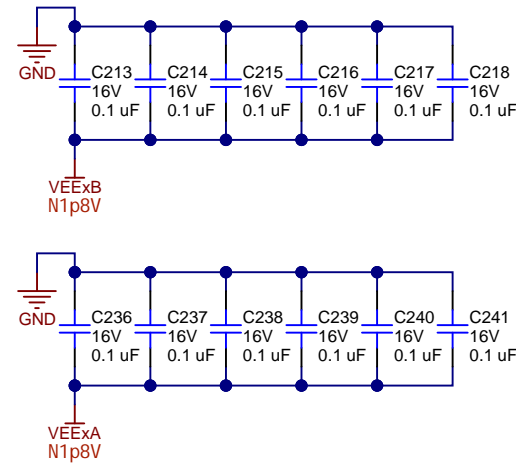 GND
C213 C214 C215 C216 C217 C218
16V 16V 16V 16V 16V 16V
0.1 uF 0.1 uF 0.1 uF 0.1 uF 0.1 uF 0.1 uF
VEExB
N1p8V
GND
C236 C237 C238 C239 C240 C241
16V 16V 16V 16V 16V 16V
0.1 uF 0.1 uF 0.1 uF 0.1 uF 0.1 uF 0.1 uF
VEExA
N1p8V